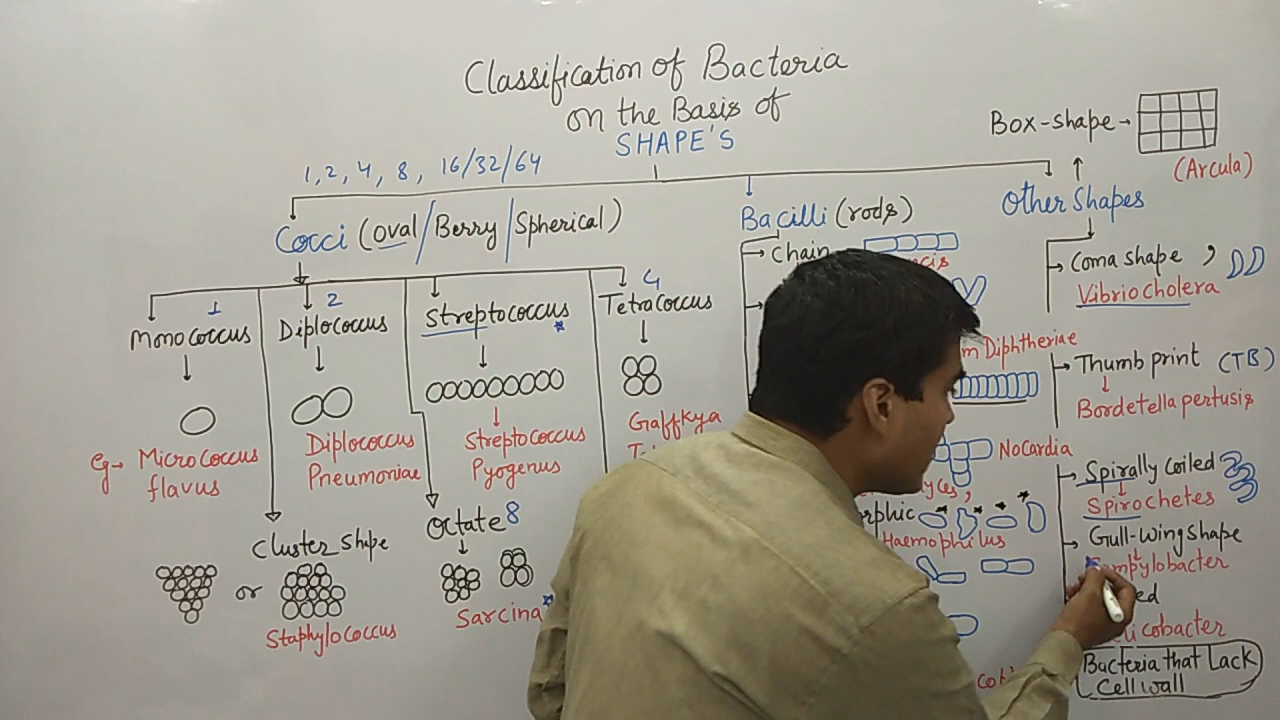 Classification of Bacteria
on the Basis of
SHAPE'S
1, 2, 4, 8, 16/32/64
Cocci (Oval/Berry/Spherical)
1
Monococcus
eg→ Micrococcus
flavus
2
Diplococcus
Diplococcus
Pneumoniae
Streptococcus
Streptococcus
Pyogenus
4
Tetracoccus
Graffkya
Cluster shape
or
Staphylococcus
Octate 8
Sarcina
Bacilli (rods)
Chain
Diphtheriae
Nocardia
Haemophilus
Other Shapes
Box-shape →
(Arcula)
Coma shape ,
Vibrio cholera
Thumb print (TB)
Bordetella pertusis
Spirally coiled
Spirochetes
Gull-wing shape
Bacteria that Lack
Cell wall